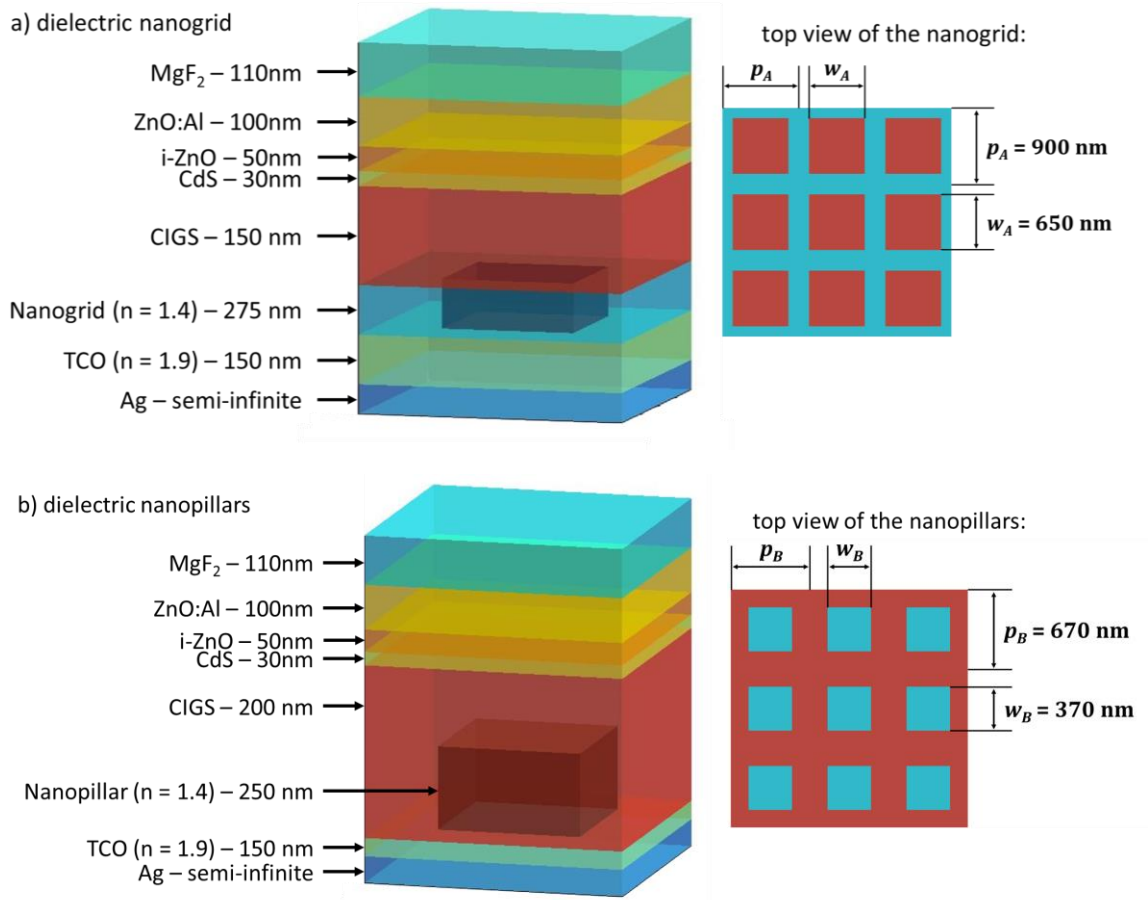 a) dielectric nanogrid
MgF₂ – 110nm
ZnO:Al – 100nm
i-ZnO – 50nm
CdS – 30nm
CIGS – 150 nm
Nanogrid (n = 1.4) – 275 nm
TCO (n = 1.9) – 150 nm
Ag – semi-infinite
top view of the nanogrid:
p_A w_A
p_A = 900 nm
w_A = 650 nm
b) dielectric nanopillars
MgF₂ – 110nm
ZnO:Al – 100nm
i-ZnO – 50nm
CdS – 30nm
CIGS – 200 nm
Nanopillar (n = 1.4) – 250 nm
TCO (n = 1.9) – 150 nm
Ag – semi-infinite
top view of the nanopillars:
p_B w_B
p_B = 670 nm
w_B = 370 nm